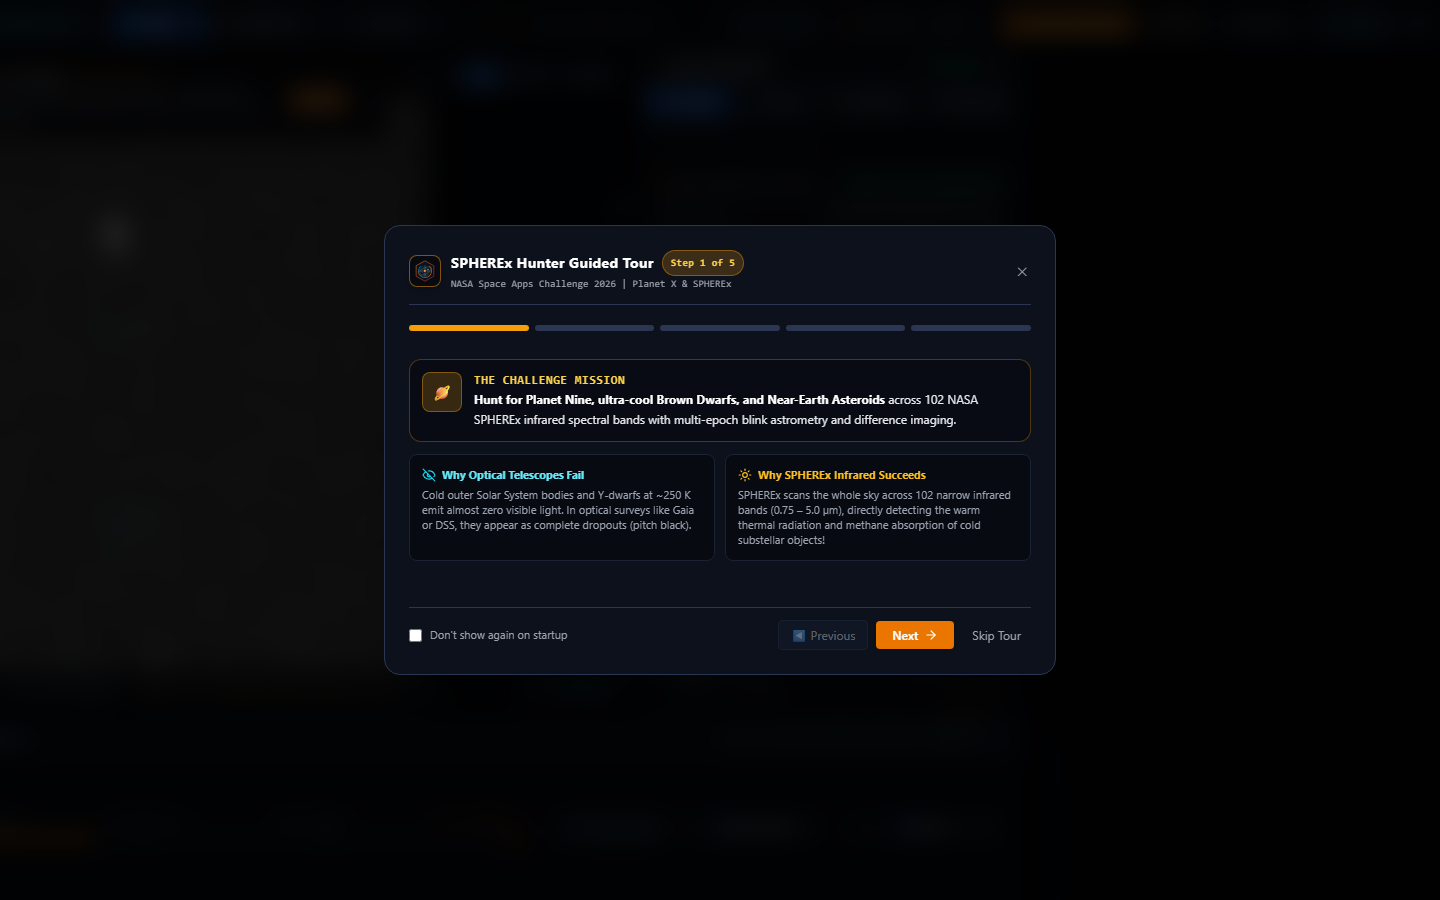 SPHEREx Hunter Guided Tour
Step 1 of 5
NASA Space Apps Challenge 2026 | Planet X & SPHEREx
THE CHALLENGE MISSION
Hunt for Planet Nine, ultra-cool Brown Dwarfs, and Near-Earth Asteroids across 102 NASA
SPHEREx infrared spectral bands with multi-epoch blink astrometry and difference imaging.
Why Optical Telescopes Fail
Cold outer Solar System bodies and Y-dwarfs at ~250 K
emit almost zero visible light. In optical surveys like Gaia
or DSS, they appear as complete dropouts (pitch black).
Why SPHEREx Infrared Succeeds
SPHEREx scans the whole sky across 102 narrow infrared
bands (0.75 – 5.0 μm), directly detecting the warm
thermal radiation and methane absorption of cold
substellar objects!
Don't show again on startup
Previous
Next
Skip Tour